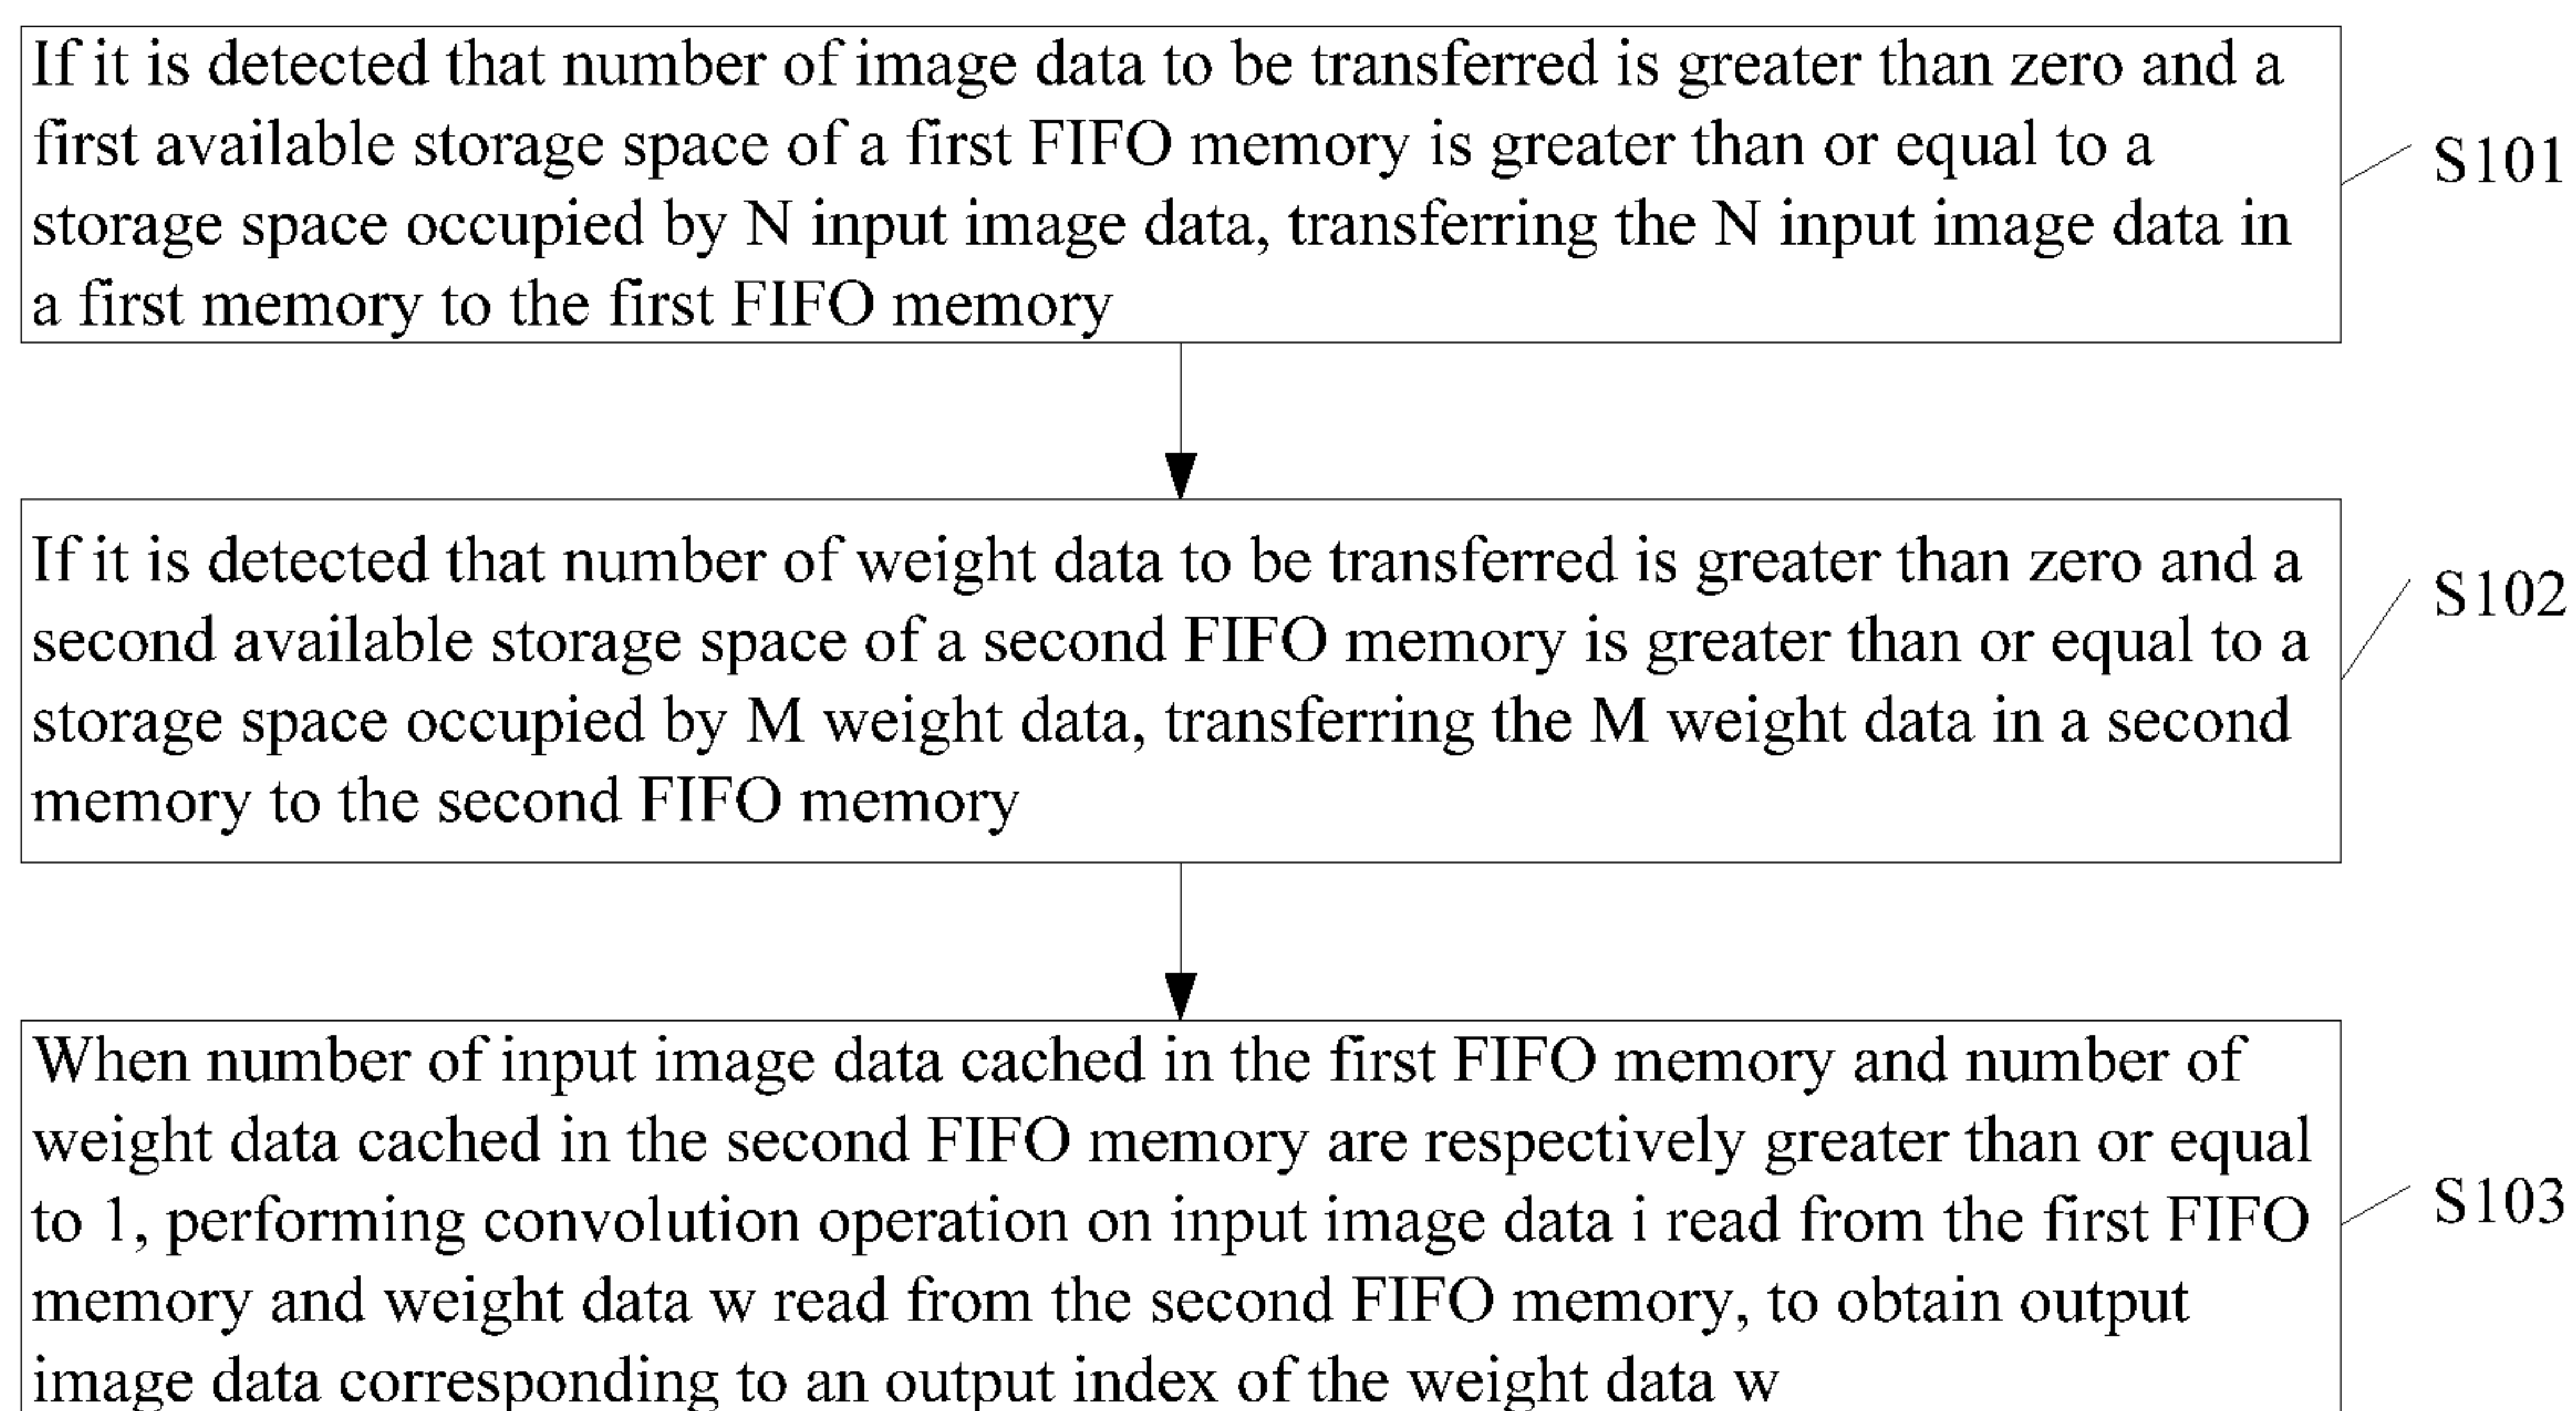 If it is detected that number of image data to be transferred is greater than zero and a
first available storage space of a first FIFO memory is greater than or equal to a
storage space occupied by N input image data, transferring the N input image data in
a first memory to the first FIFO memory
S101
If it is detected that number of weight data to be transferred is greater than zero and a
second available storage space of a second FIFO memory is greater than or equal to a
storage space occupied by M weight data, transferring the M weight data in a second
memory to the second FIFO memory
S102
When number of input image data cached in the first FIFO memory and number of
weight data cached in the second FIFO memory are respectively greater than or equal
to 1, performing convolution operation on input image data i read from the first FIFO
memory and weight data w read from the second FIFO memory, to obtain output
image data corresponding to an output index of the weight data w
S103